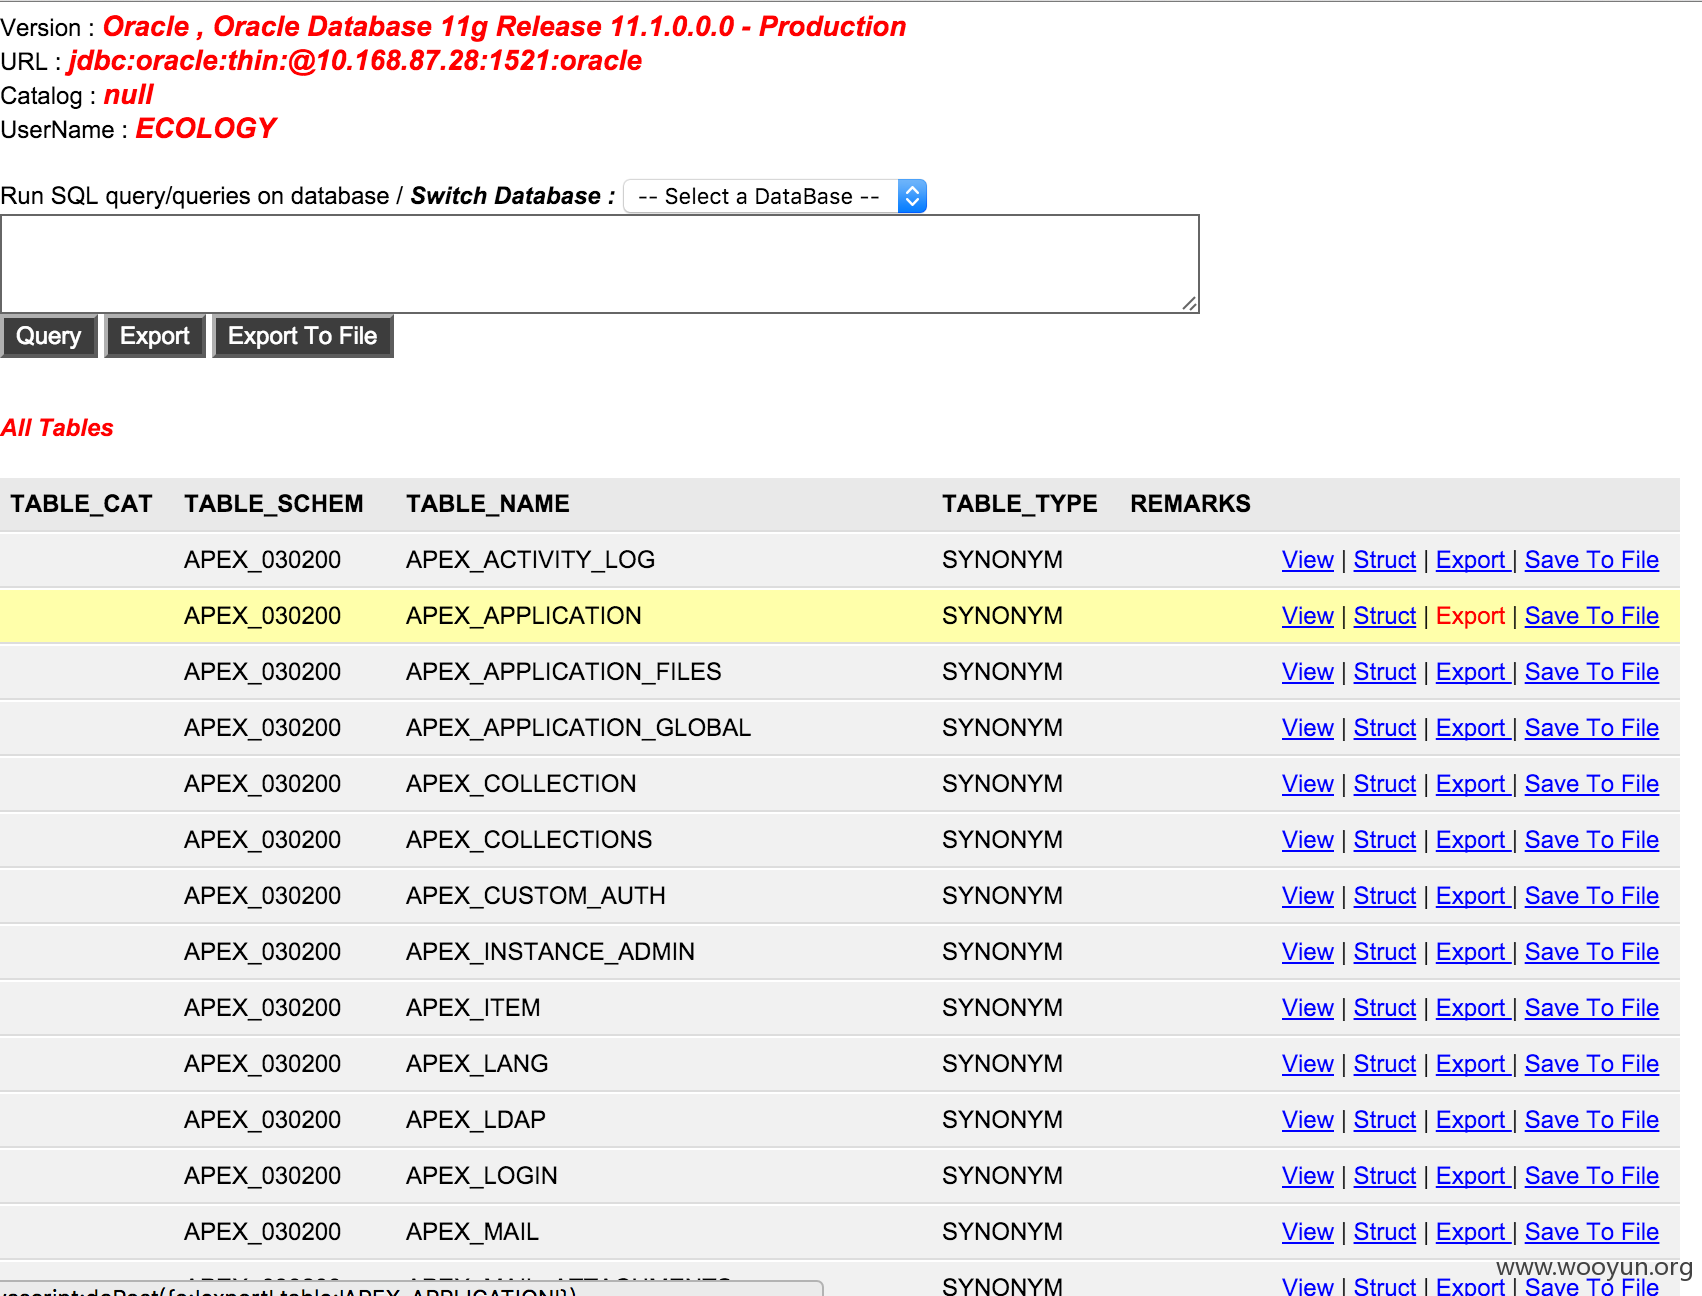 Version : Oracle , Oracle Database 11g Release 11.1.0.0.0 - Production
URL : jdbc:oracle:thin:@10.168.87.28:1521:oracle
Catalog : null
UserName : ECOLOGY
Run SQL query/queries on database / Switch Database : -- Select a DataBase --
Query Export Export To File
All Tables
TABLE_CAT TABLE_SCHEM TABLE_NAME TABLE_TYPE REMARKS
APEX_030200 APEX_ACTIVITY_LOG SYNONYM View | Struct | Export | Save To File
APEX_030200 APEX_APPLICATION SYNONYM View | Struct | Export | Save To File
APEX_030200 APEX_APPLICATION_FILES SYNONYM View | Struct | Export | Save To File
APEX_030200 APEX_APPLICATION_GLOBAL SYNONYM View | Struct | Export | Save To File
APEX_030200 APEX_COLLECTION SYNONYM View | Struct | Export | Save To File
APEX_030200 APEX_COLLECTIONS SYNONYM View | Struct | Export | Save To File
APEX_030200 APEX_CUSTOM_AUTH SYNONYM View | Struct | Export | Save To File
APEX_030200 APEX_INSTANCE_ADMIN SYNONYM View | Struct | Export | Save To File
APEX_030200 APEX_ITEM SYNONYM View | Struct | Export | Save To File
APEX_030200 APEX_LANG SYNONYM View | Struct | Export | Save To File
APEX_030200 APEX_LDAP SYNONYM View | Struct | Export | Save To File
APEX_030200 APEX_LOGIN SYNONYM View | Struct | Export | Save To File
APEX_030200 APEX_MAIL SYNONYM View | Struct | Export | Save To File
SYNONYM View | Struct | Export | Save To File
www.wooyun.org